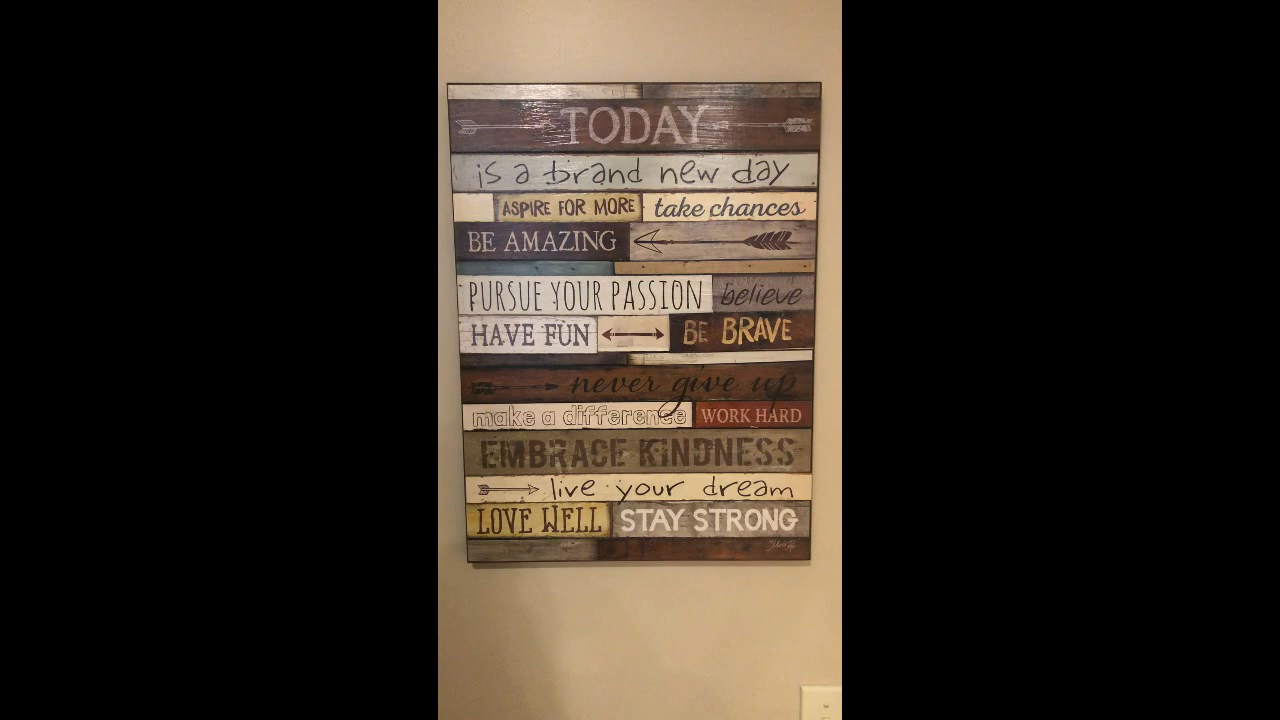 TODAY
is a brand new day
ASPIRE FOR MORE take chances
BE AMAZING
PURSUE YOUR PASSION believe
HAVE FUN BE BRAVE
never give up
make a difference WORK HARD
EMBRACE KINDNESS
live your dream
LOVE WELL STAY STRONG